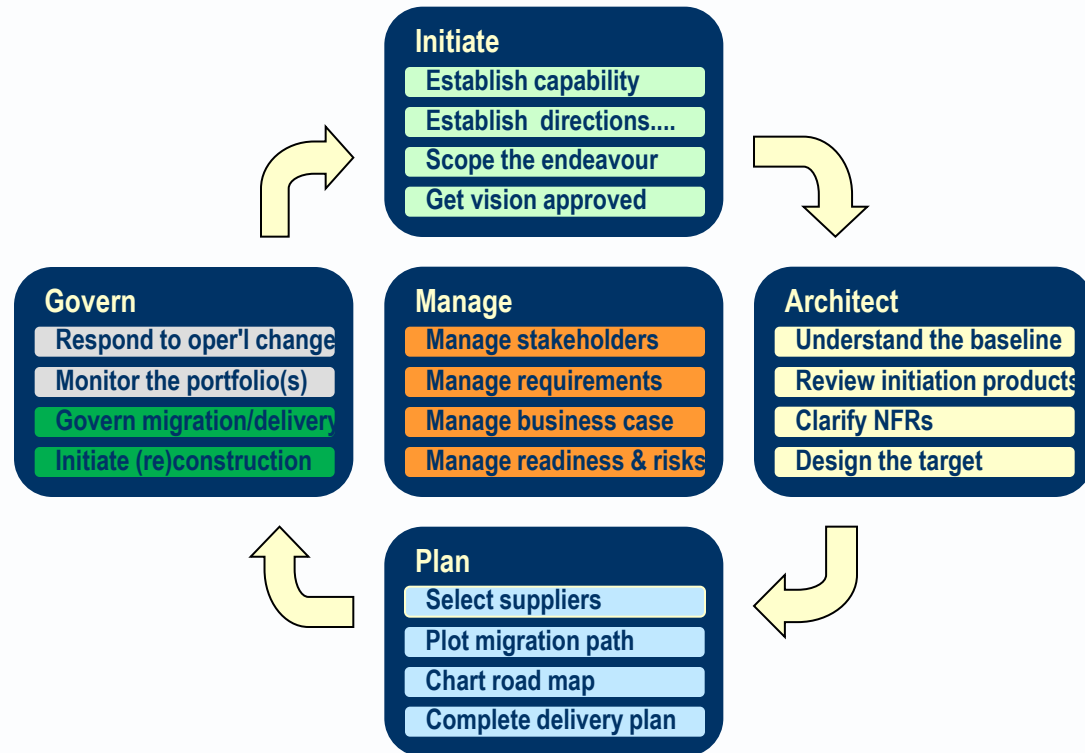 Initiate
Establish capability
Establish directions....
Scope the endeavour
Get vision approved
Govern
Respond to oper'l change
Monitor the portfolio(s)
Govern migration/delivery
Initiate (re)construction
Manage
Manage stakeholders
Manage requirements
Manage business case
Manage readiness & risks
Architect
Understand the baseline
Review initiation products
Clarify NFRs
Design the target
Plan
Select suppliers
Plot migration path
Chart road map
Complete delivery plan